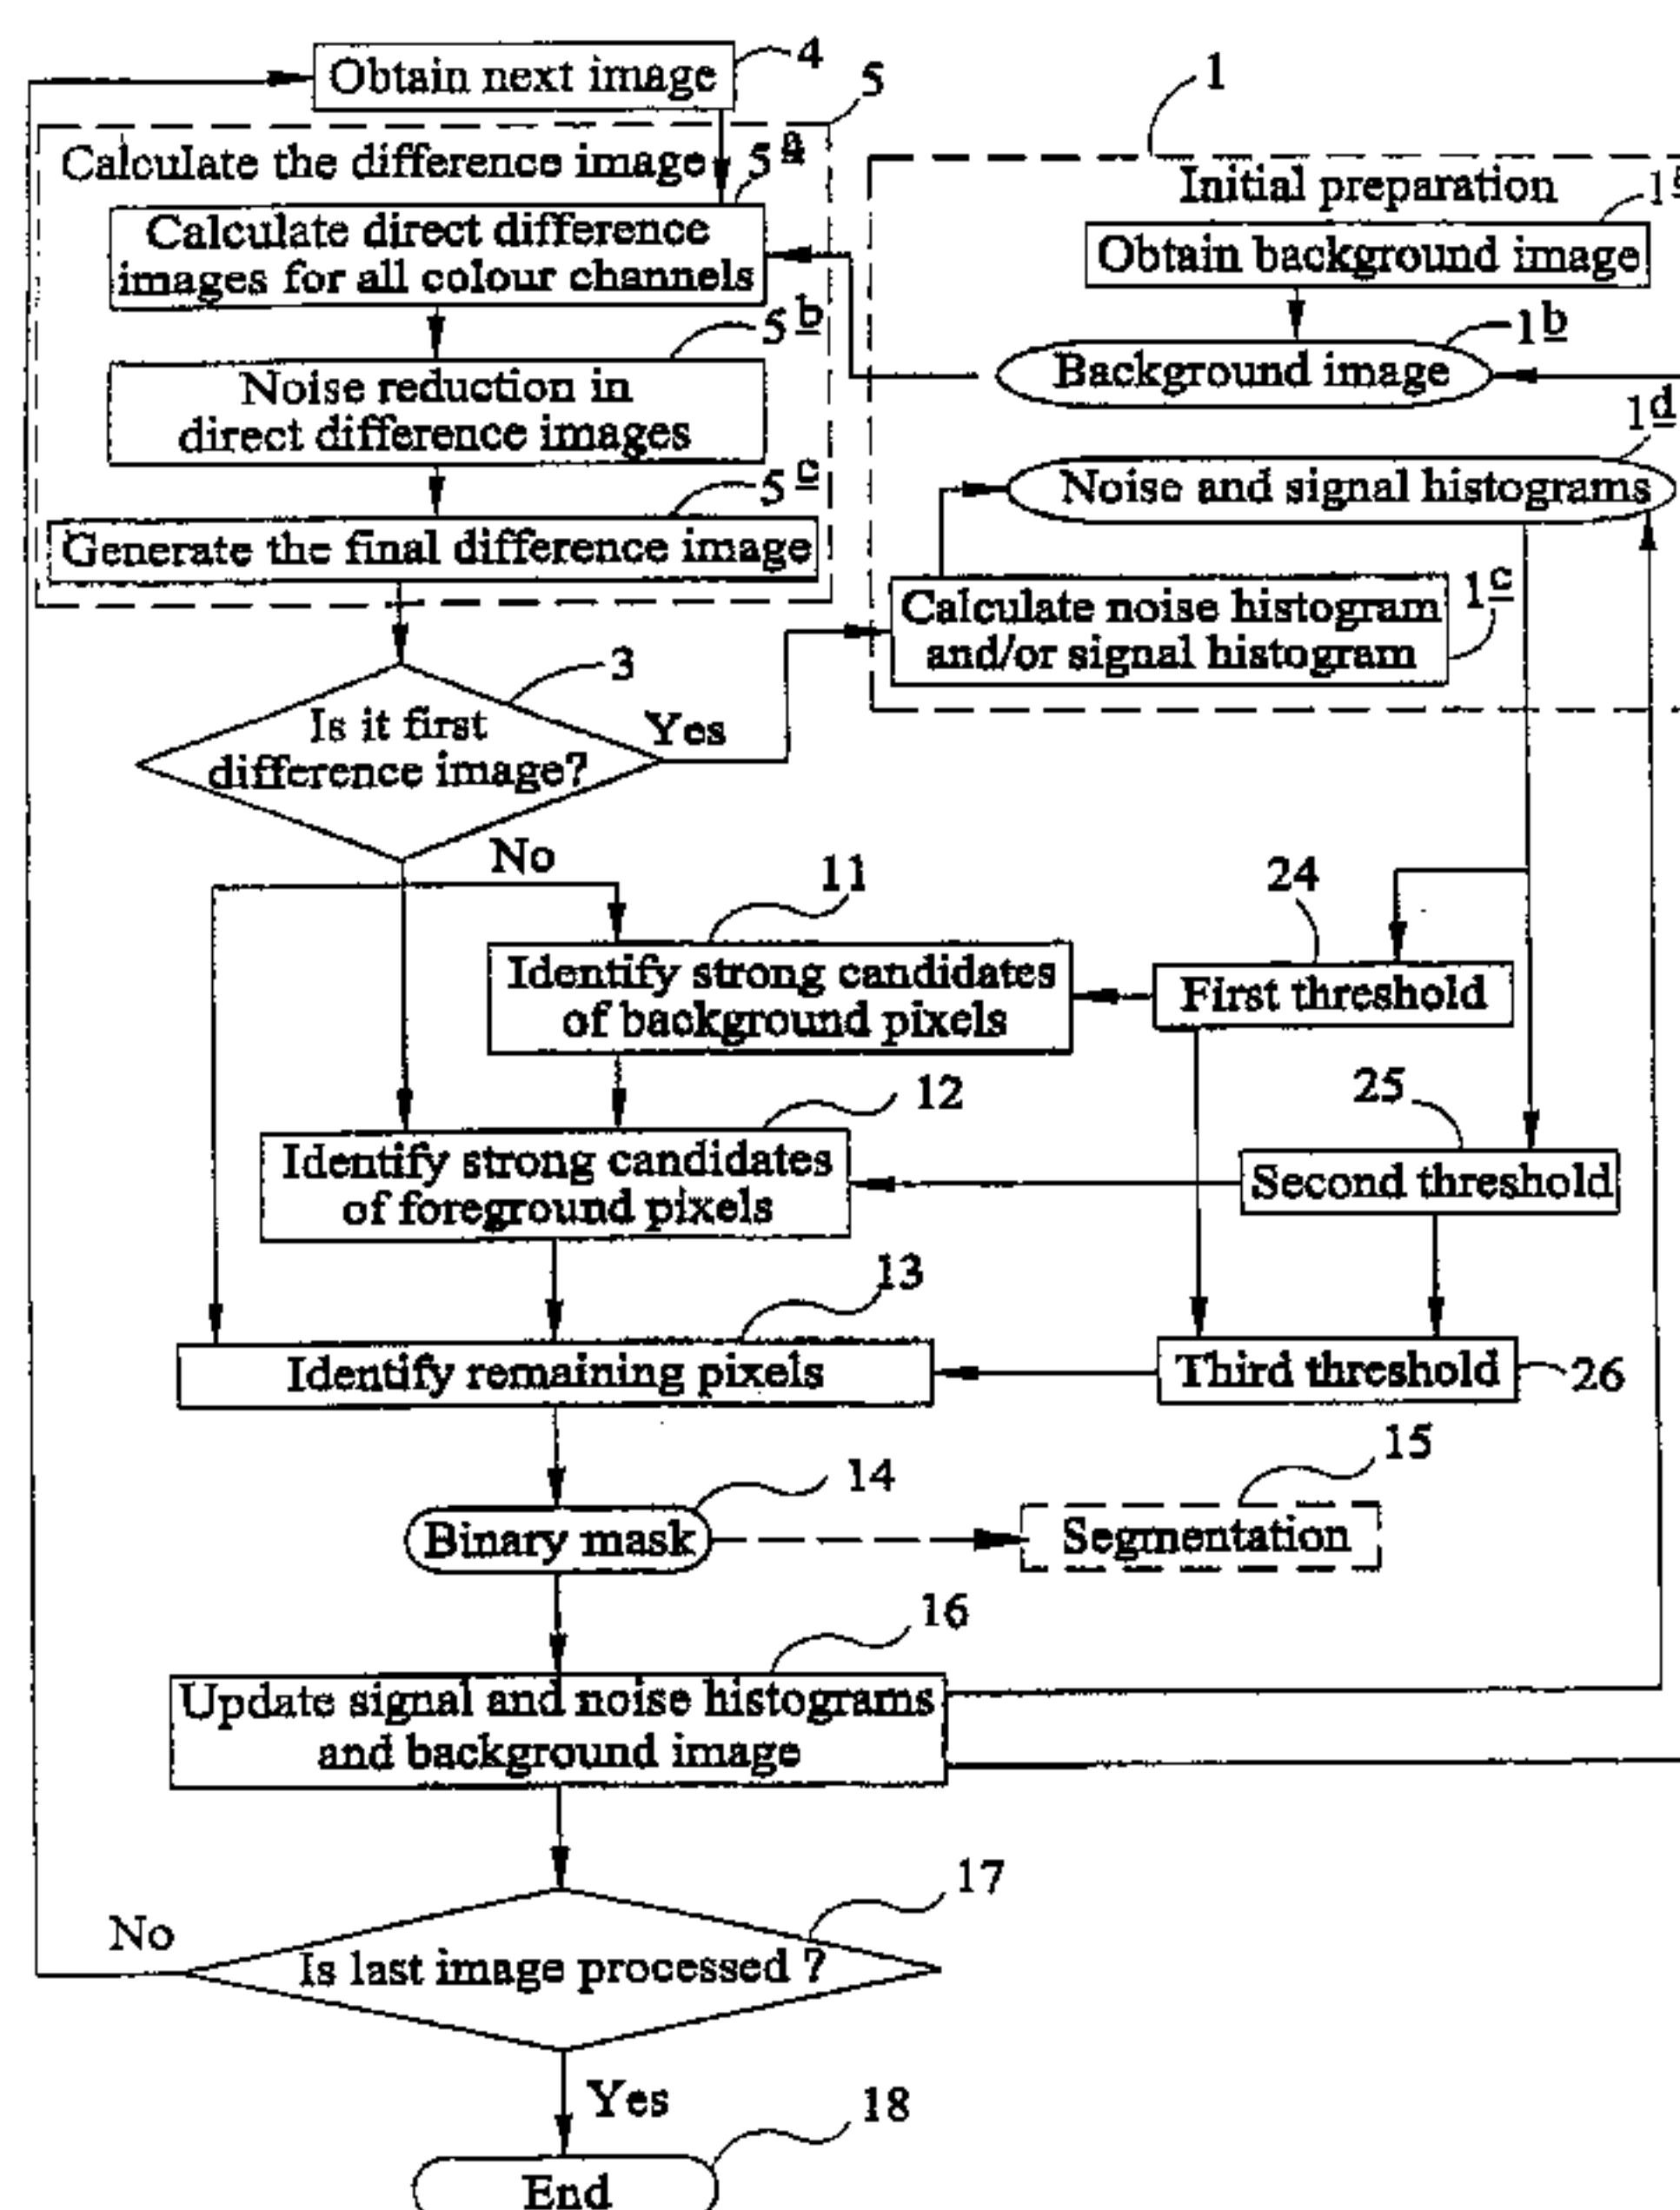 Obtain next image
4
5
1
Calculate the difference image
5a
Calculate direct difference
images for all colour channels
5b
Noise reduction in
direct difference images
5c
Generate the final difference image
Initial preparation
Obtain background image
1b
Background image
1d
Noise and signal histograms
1c
Calculate noise histogram
and/or signal histogram
3
Is it first
difference image?
Yes
No
11
Identify strong candidates
of background pixels
24
First threshold
12
Identify strong candidates
of foreground pixels
25
Second threshold
13
Identify remaining pixels
Third threshold
26
14
Binary mask
15
Segmentation
16
Update signal and noise histograms
and background image
17
No
Is last image processed ?
Yes
18
End